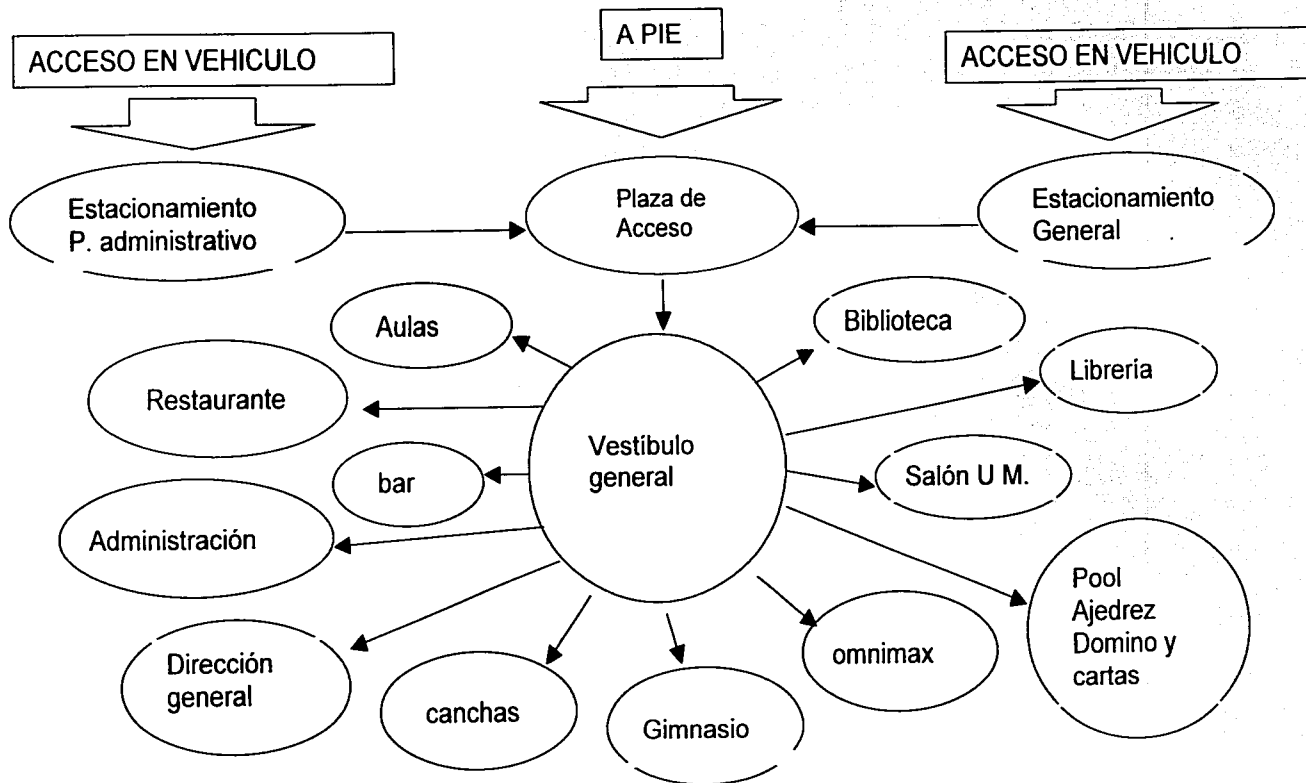 ACCESO EN VEHICULO
A PIE
ACCESO EN VEHICULO
Estacionamiento
P. administrativo
Plaza de
Acceso
Estacionamiento
General
Aulas
Biblioteca
Restaurante
Librería
Vestíbulo
general
bar
Salón U M.
Administración
Pool
Ajedrez
Domino y
cartas
Dirección
general
canchas
Gimnasio
omnimax